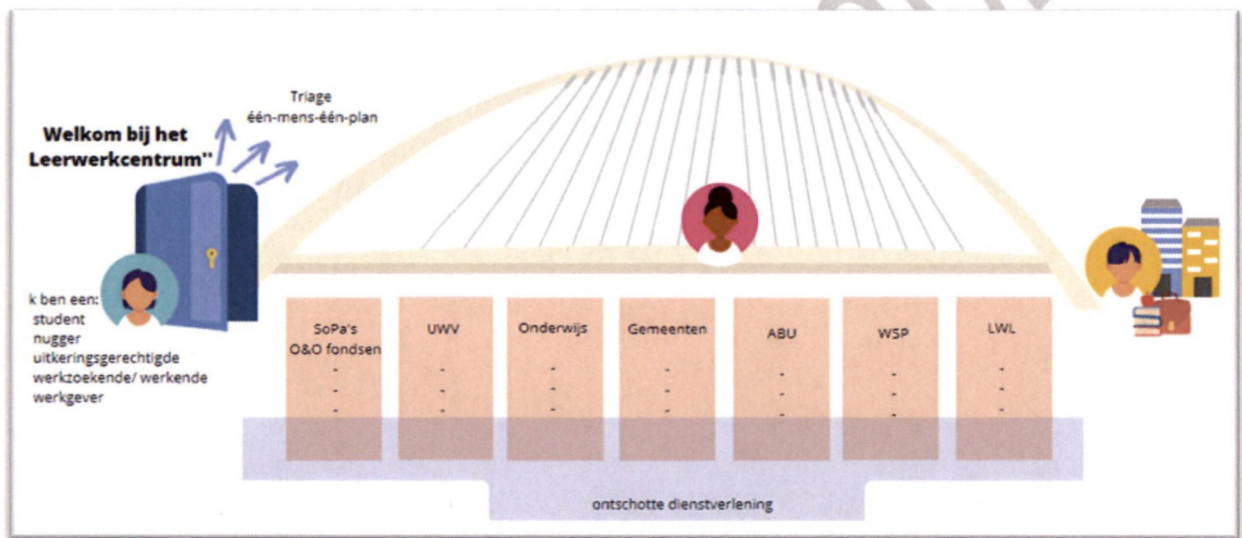 Triage
één-mens-één-plan
Welkom bij het
Leerwerkcentrum"
k ben een:
student
nugger
uitkeringsgerechtigde
werkzoekende/ werkende
werkgever
SoPa's
O&O fondsen
-
-
-
UWV
-
-
-
Onderwijs
-
-
-
Gemeenten
-
-
-
ABU
-
-
-
WSP
-
-
-
LWL
-
-
-
ontschotte dienstverlening